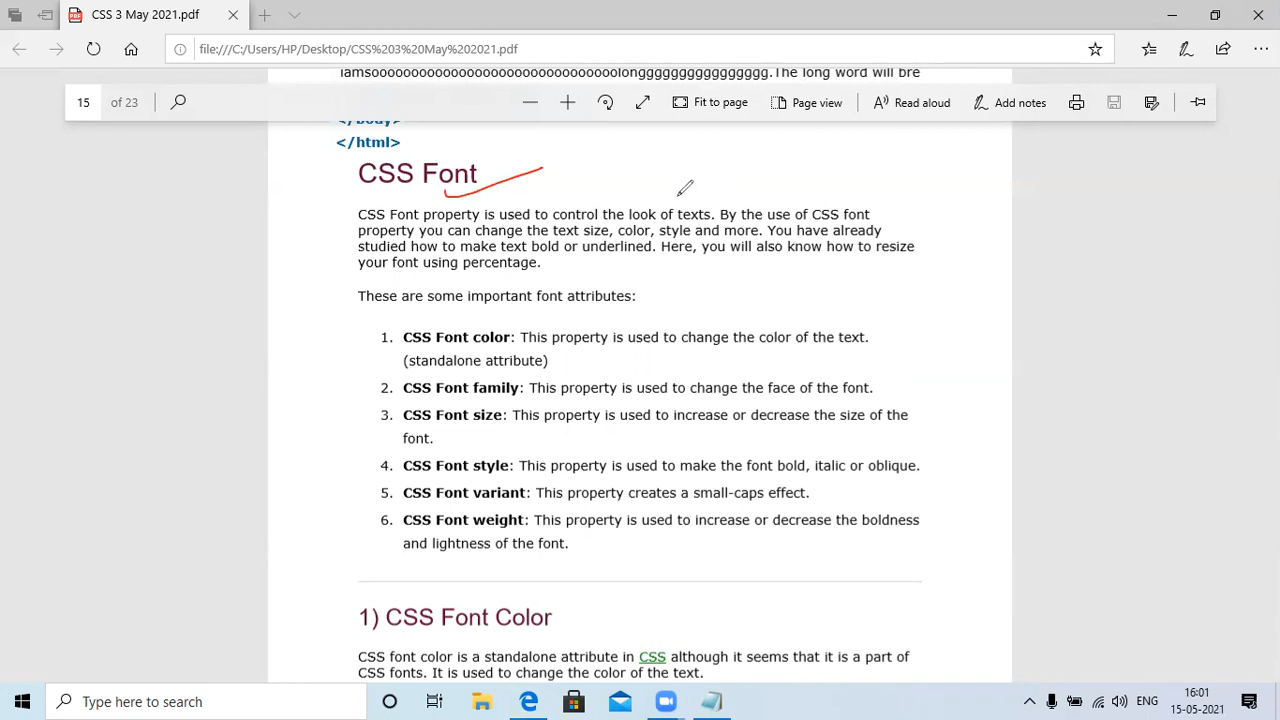 CSS 3 May 2021.pdf
file:///C:/Users/HP/Desktop/CSS%203%20May%202021.pdf
The long word will bre
15 of 23
Fit to page
Page view
Read aloud
Add notes
</body>
</html>
CSS Font
CSS Font property is used to control the look of texts. By the use of CSS font
property you can change the text size, color, style and more. You have already
studied how to make text bold or underlined. Here, you will also know how to resize
your font using percentage.
These are some important font attributes:
1. CSS Font color: This property is used to change the color of the text.
(standalone attribute)
2. CSS Font family: This property is used to change the face of the font.
3. CSS Font size: This property is used to increase or decrease the size of the
font.
4. CSS Font style: This property is used to make the font bold, italic or oblique.
5. CSS Font variant: This property creates a small-caps effect.
6. CSS Font weight: This property is used to increase or decrease the boldness
and lightness of the font.
1) CSS Font Color
CSS font color is a standalone attribute in CSS although it seems that it is a part of
CSS fonts. It is used to change the color of the text.
Type here to search
ENG
16:01
15-05-2021